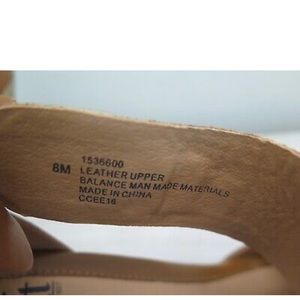 1536600
8M LEATHER UPPER
BALANCE MAN MADE MATERIALS
MADE IN CHINA
CCEE16